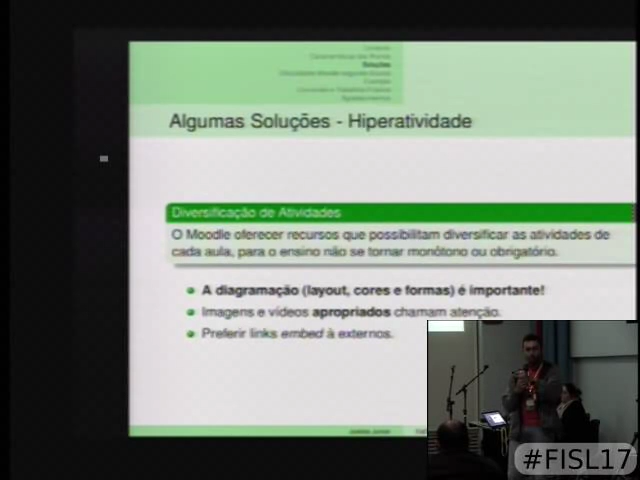 Soluções
Algumas Soluções - Hiperatividade
Diversificação de Atividades
O Moodle oferecer recursos que possibilitam diversificar as atividades de
cada aula, para o ensino não se tornar monótono ou obrigatório.
A diagramação (layout, cores e formas) é importante!
Imagens e vídeos apropriados chamam atenção.
Preferir links embed à externos.
#FISL17